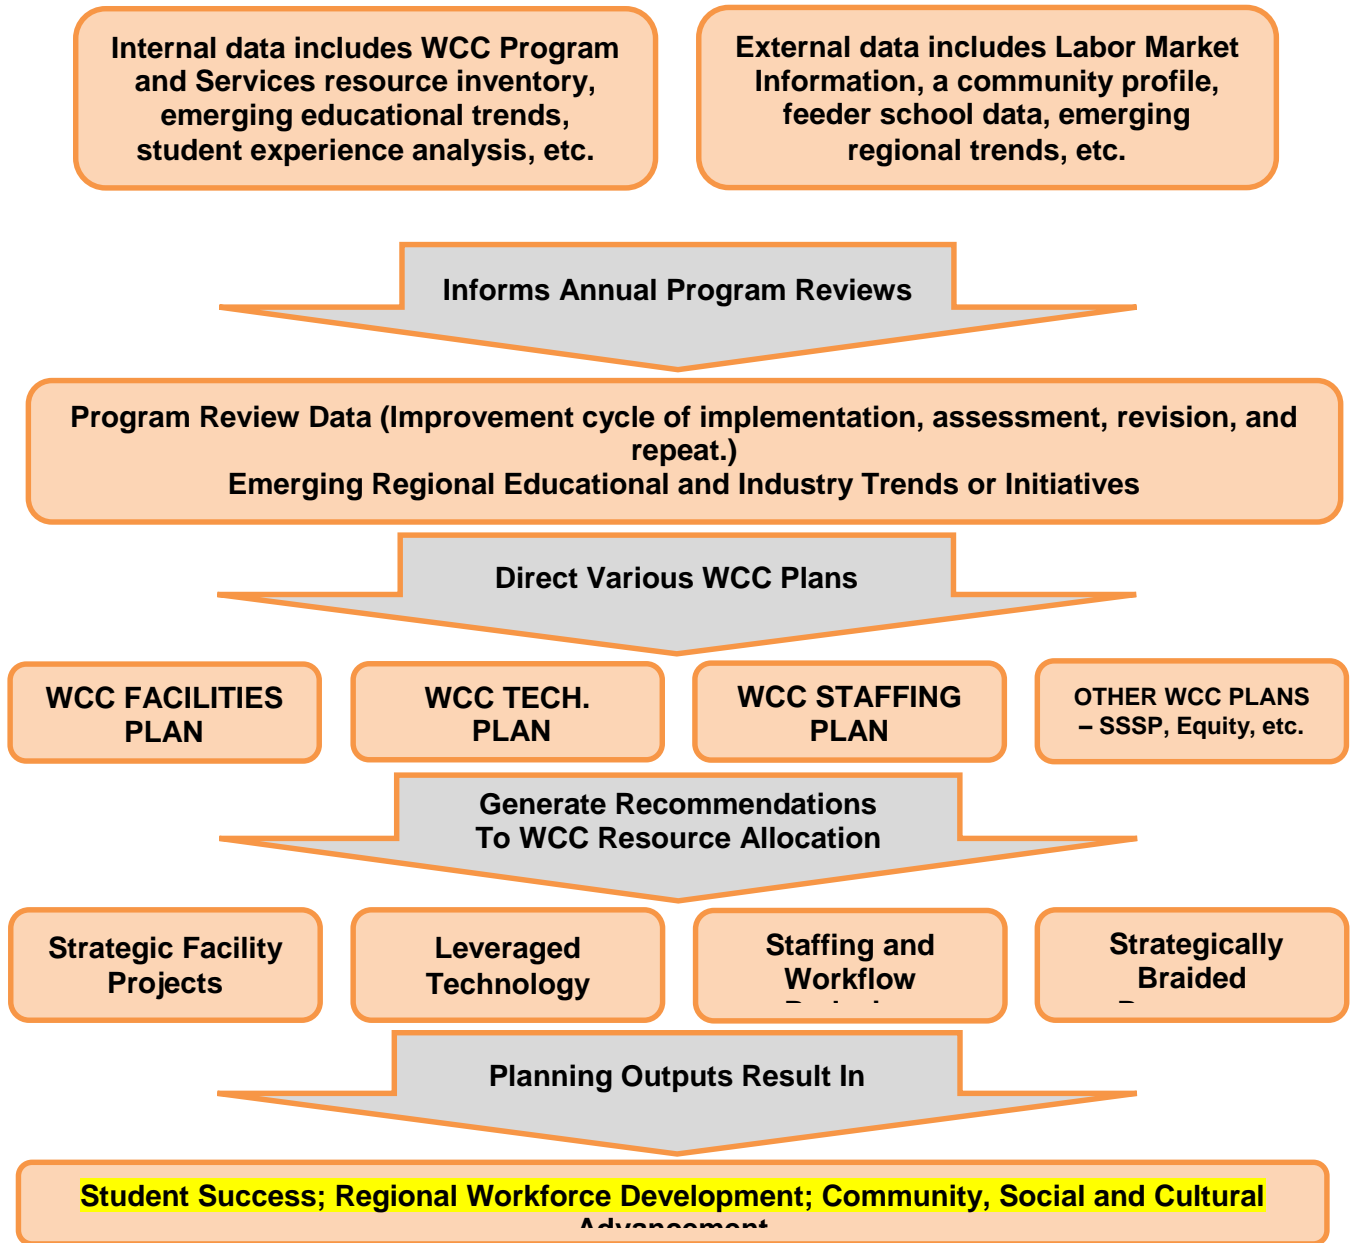 Internal data includes WCC Program
and Services resource inventory,
emerging educational trends,
student experience analysis, etc.
External data includes Labor Market
Information, a community profile,
feeder school data, emerging
regional trends, etc.
Informs Annual Program Reviews
Program Review Data (Improvement cycle of implementation, assessment, revision, and
repeat.)
Emerging Regional Educational and Industry Trends or Initiatives
Direct Various WCC Plans
WCC FACILITIES
PLAN
WCC TECH.
PLAN
WCC STAFFING
PLAN
OTHER WCC PLANS
– SSSP, Equity, etc.
Generate Recommendations
To WCC Resource Allocation
Strategic Facility
Projects
Leveraged
Technology
Staffing and
Workflow
Strategically
Braided
Planning Outputs Result In
Student Success; Regional Workforce Development; Community, Social and Cultural
Advancement